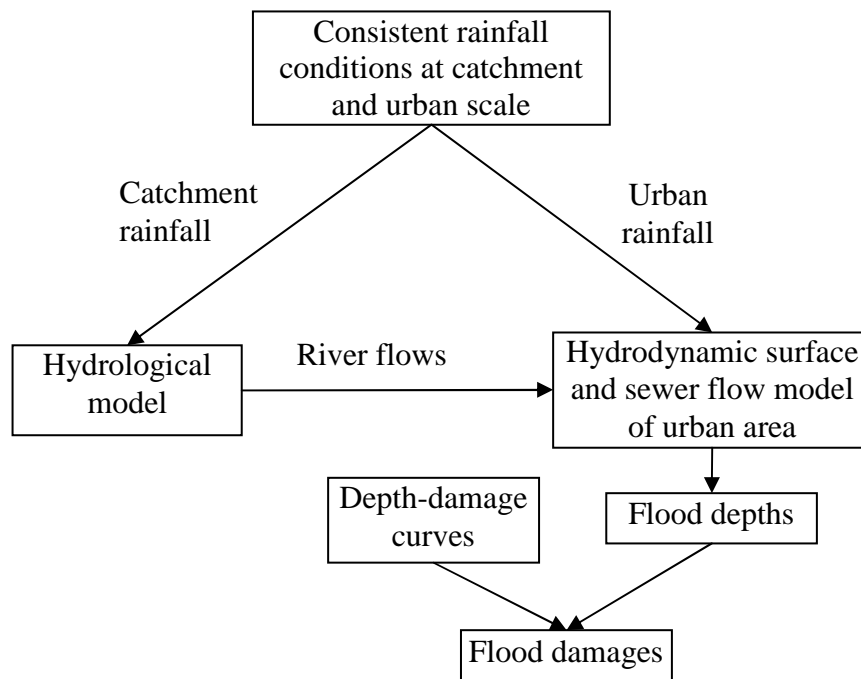 Consistent rainfall
conditions at catchment
and urban scale
Catchment
rainfall
Urban
rainfall
Hydrological
model
River flows
Hydrodynamic surface
and sewer flow model
of urban area
Depth-damage
curves
Flood depths
Flood damages